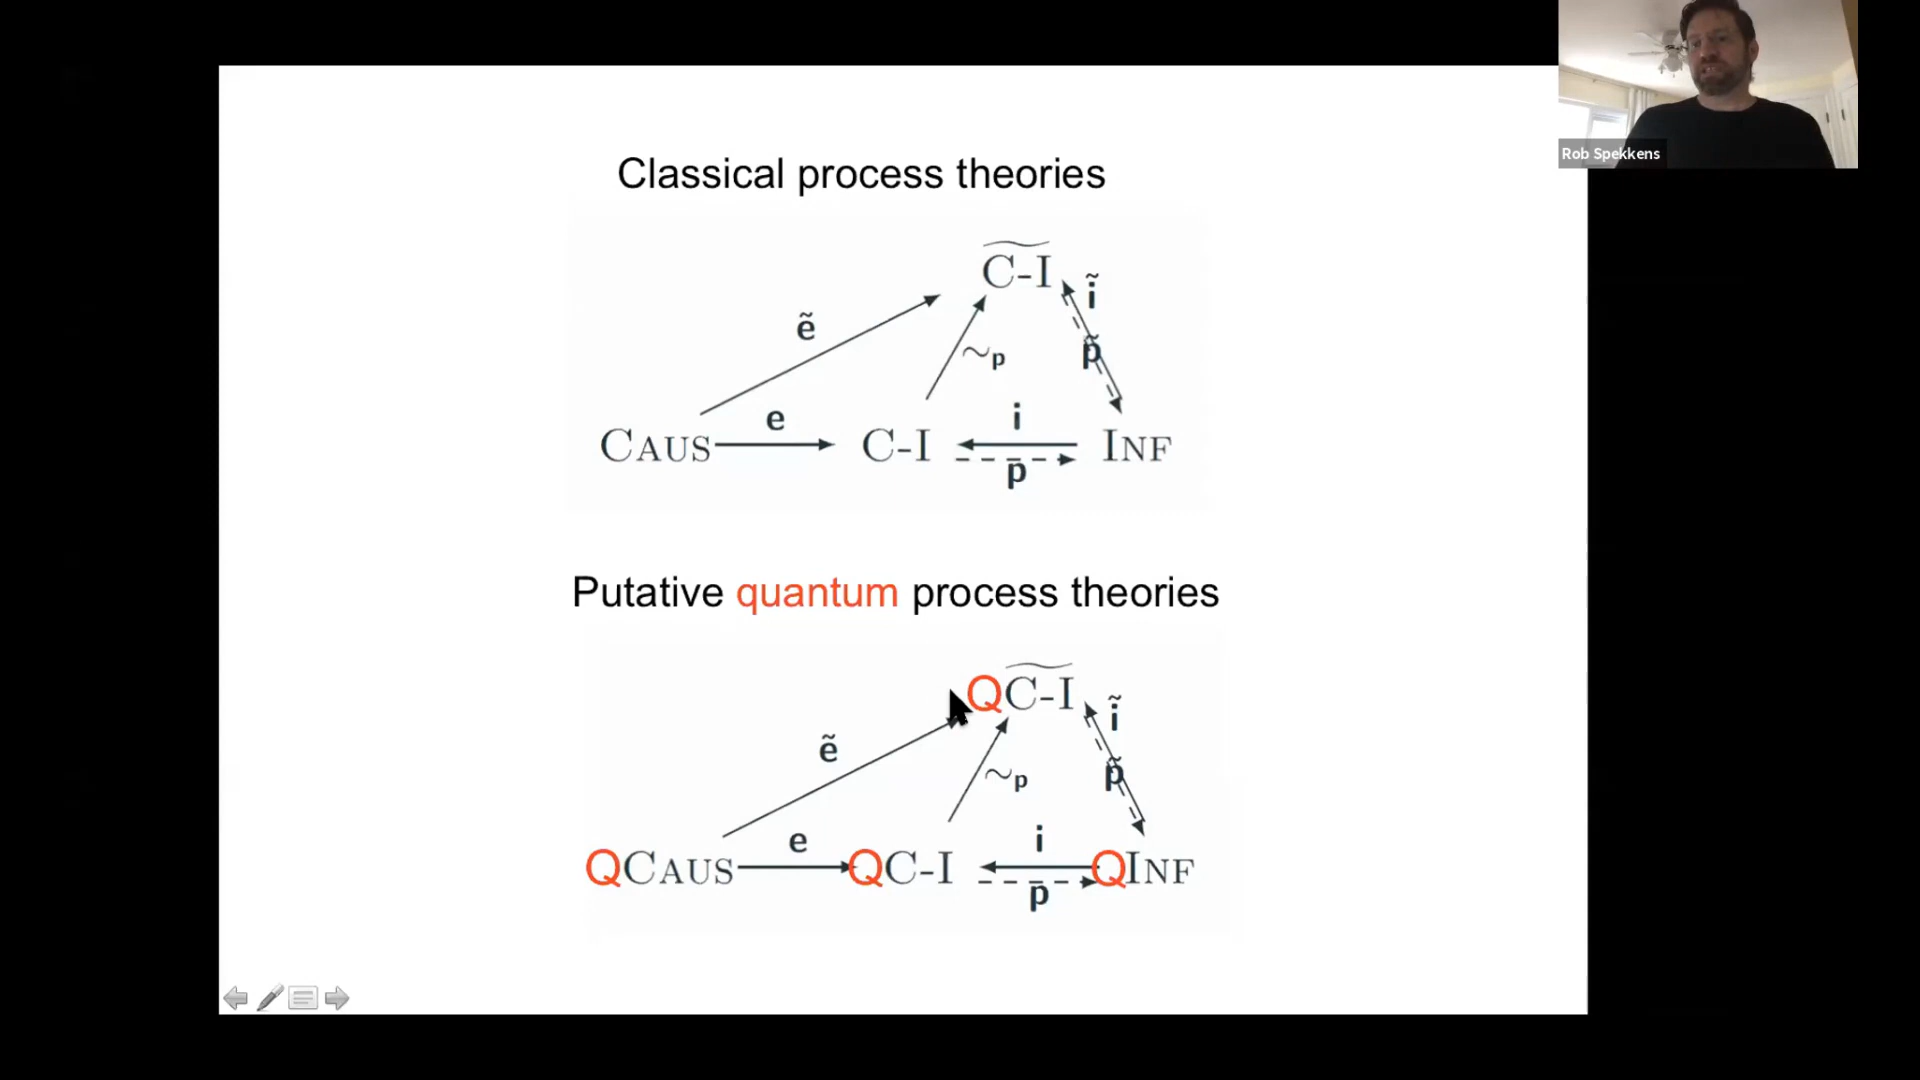 Rob Spekkens
Classical process theories
C-I
ẽ
ĩ
∼p
p̃
e
i
CAUS
C-I
INF
p
Putative quantum process theories
QC-I
ẽ
ĩ
∼p
p̃
e
i
QCAUS
QC-I
QINF
p